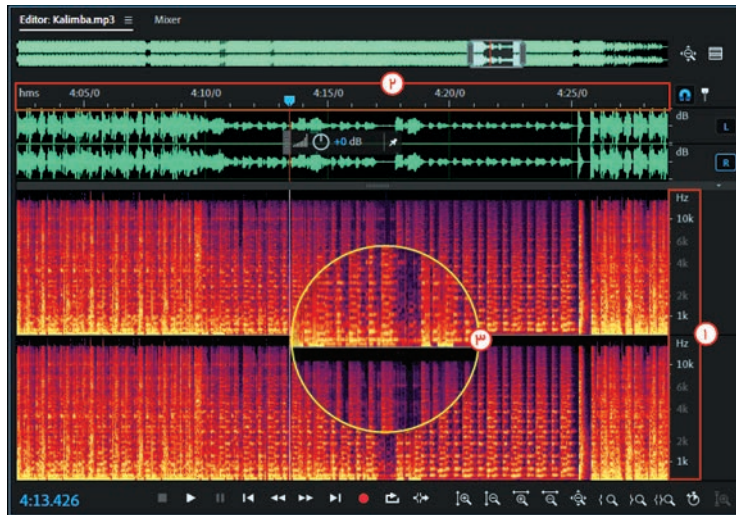 Editor: Kalimba.mp3 Mixer
hms 4:05/0 4:10/0 4:15/0 ۲ 4:20/0 4:25/0
dB
L
+0 dB
dB
R
Hz
10k
6k
4k
2k
1k
۱
۳
Hz
10k
6k
4k
2k
1k
4:13.426